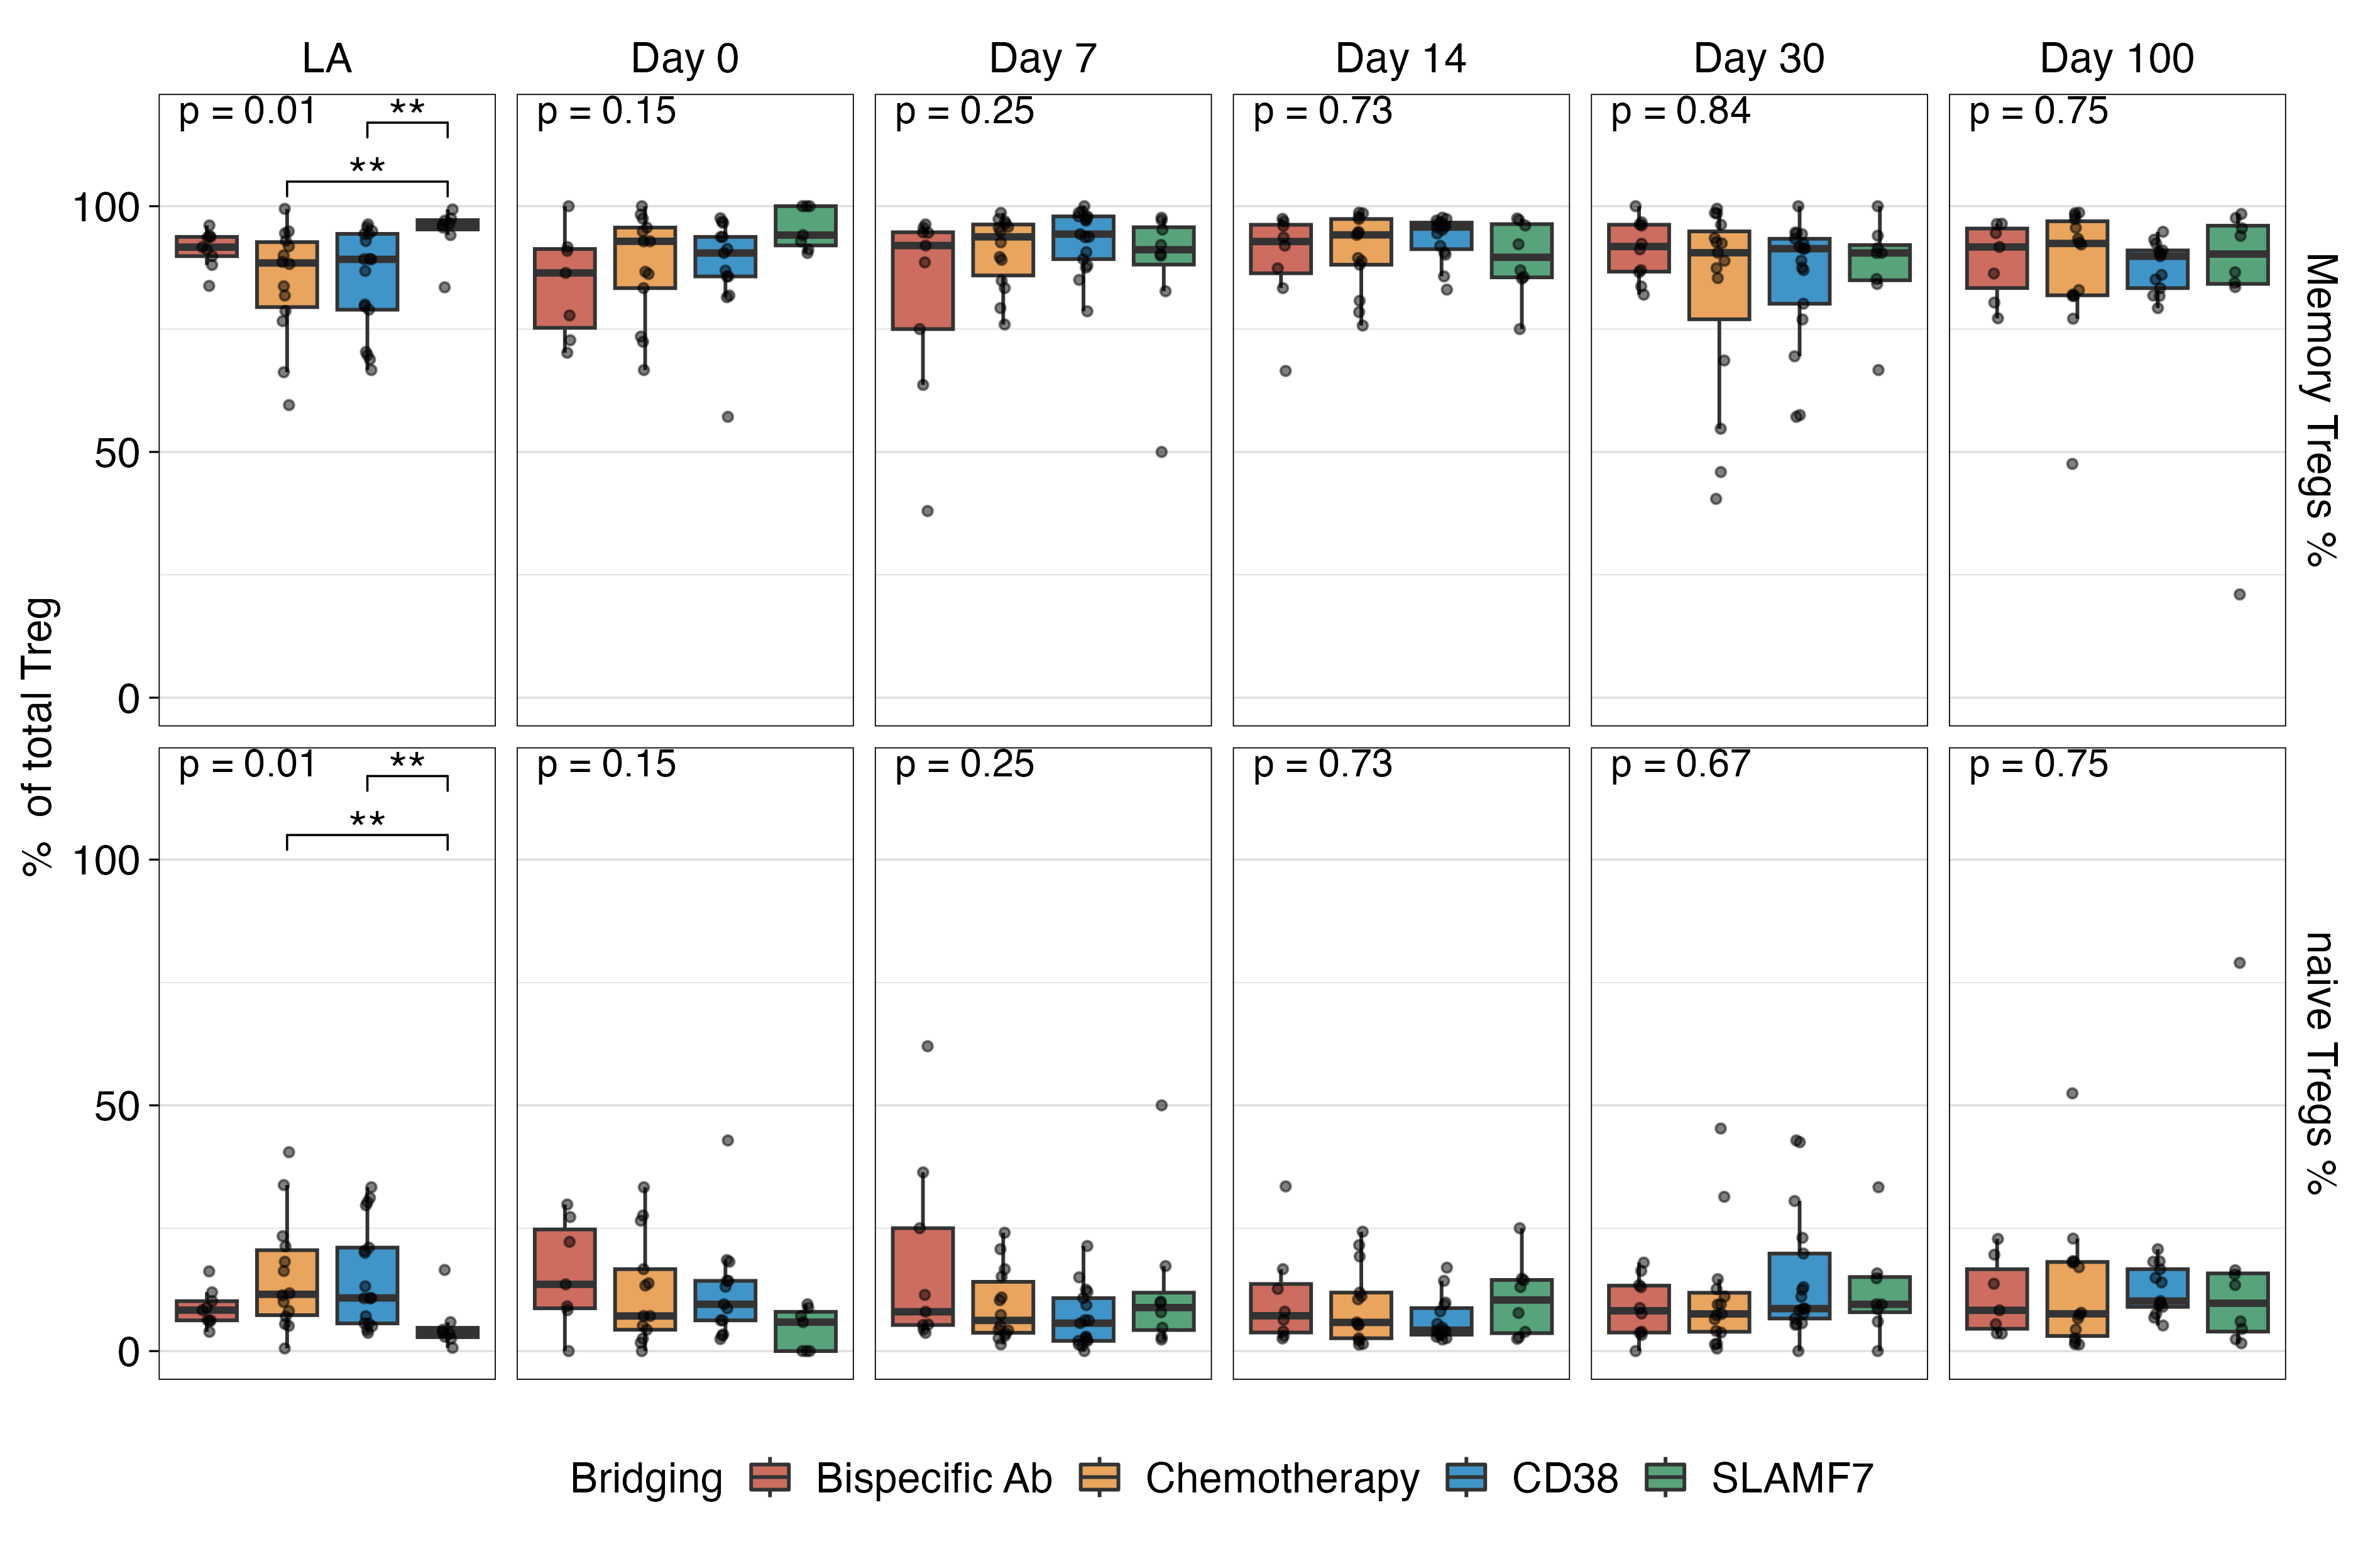 LA Day 0 Day 7 Day 14 Day 30 Day 100
p = 0.01 ** p = 0.15 p = 0.25 p = 0.73 p = 0.84 p = 0.75
**
100
50
0
Memory Tregs %
% of total Treg
p = 0.01 ** p = 0.15 p = 0.25 p = 0.73 p = 0.67 p = 0.75
**
100
50
0
naive Tregs %
Bridging Bispecific Ab Chemotherapy CD38 SLAMF7